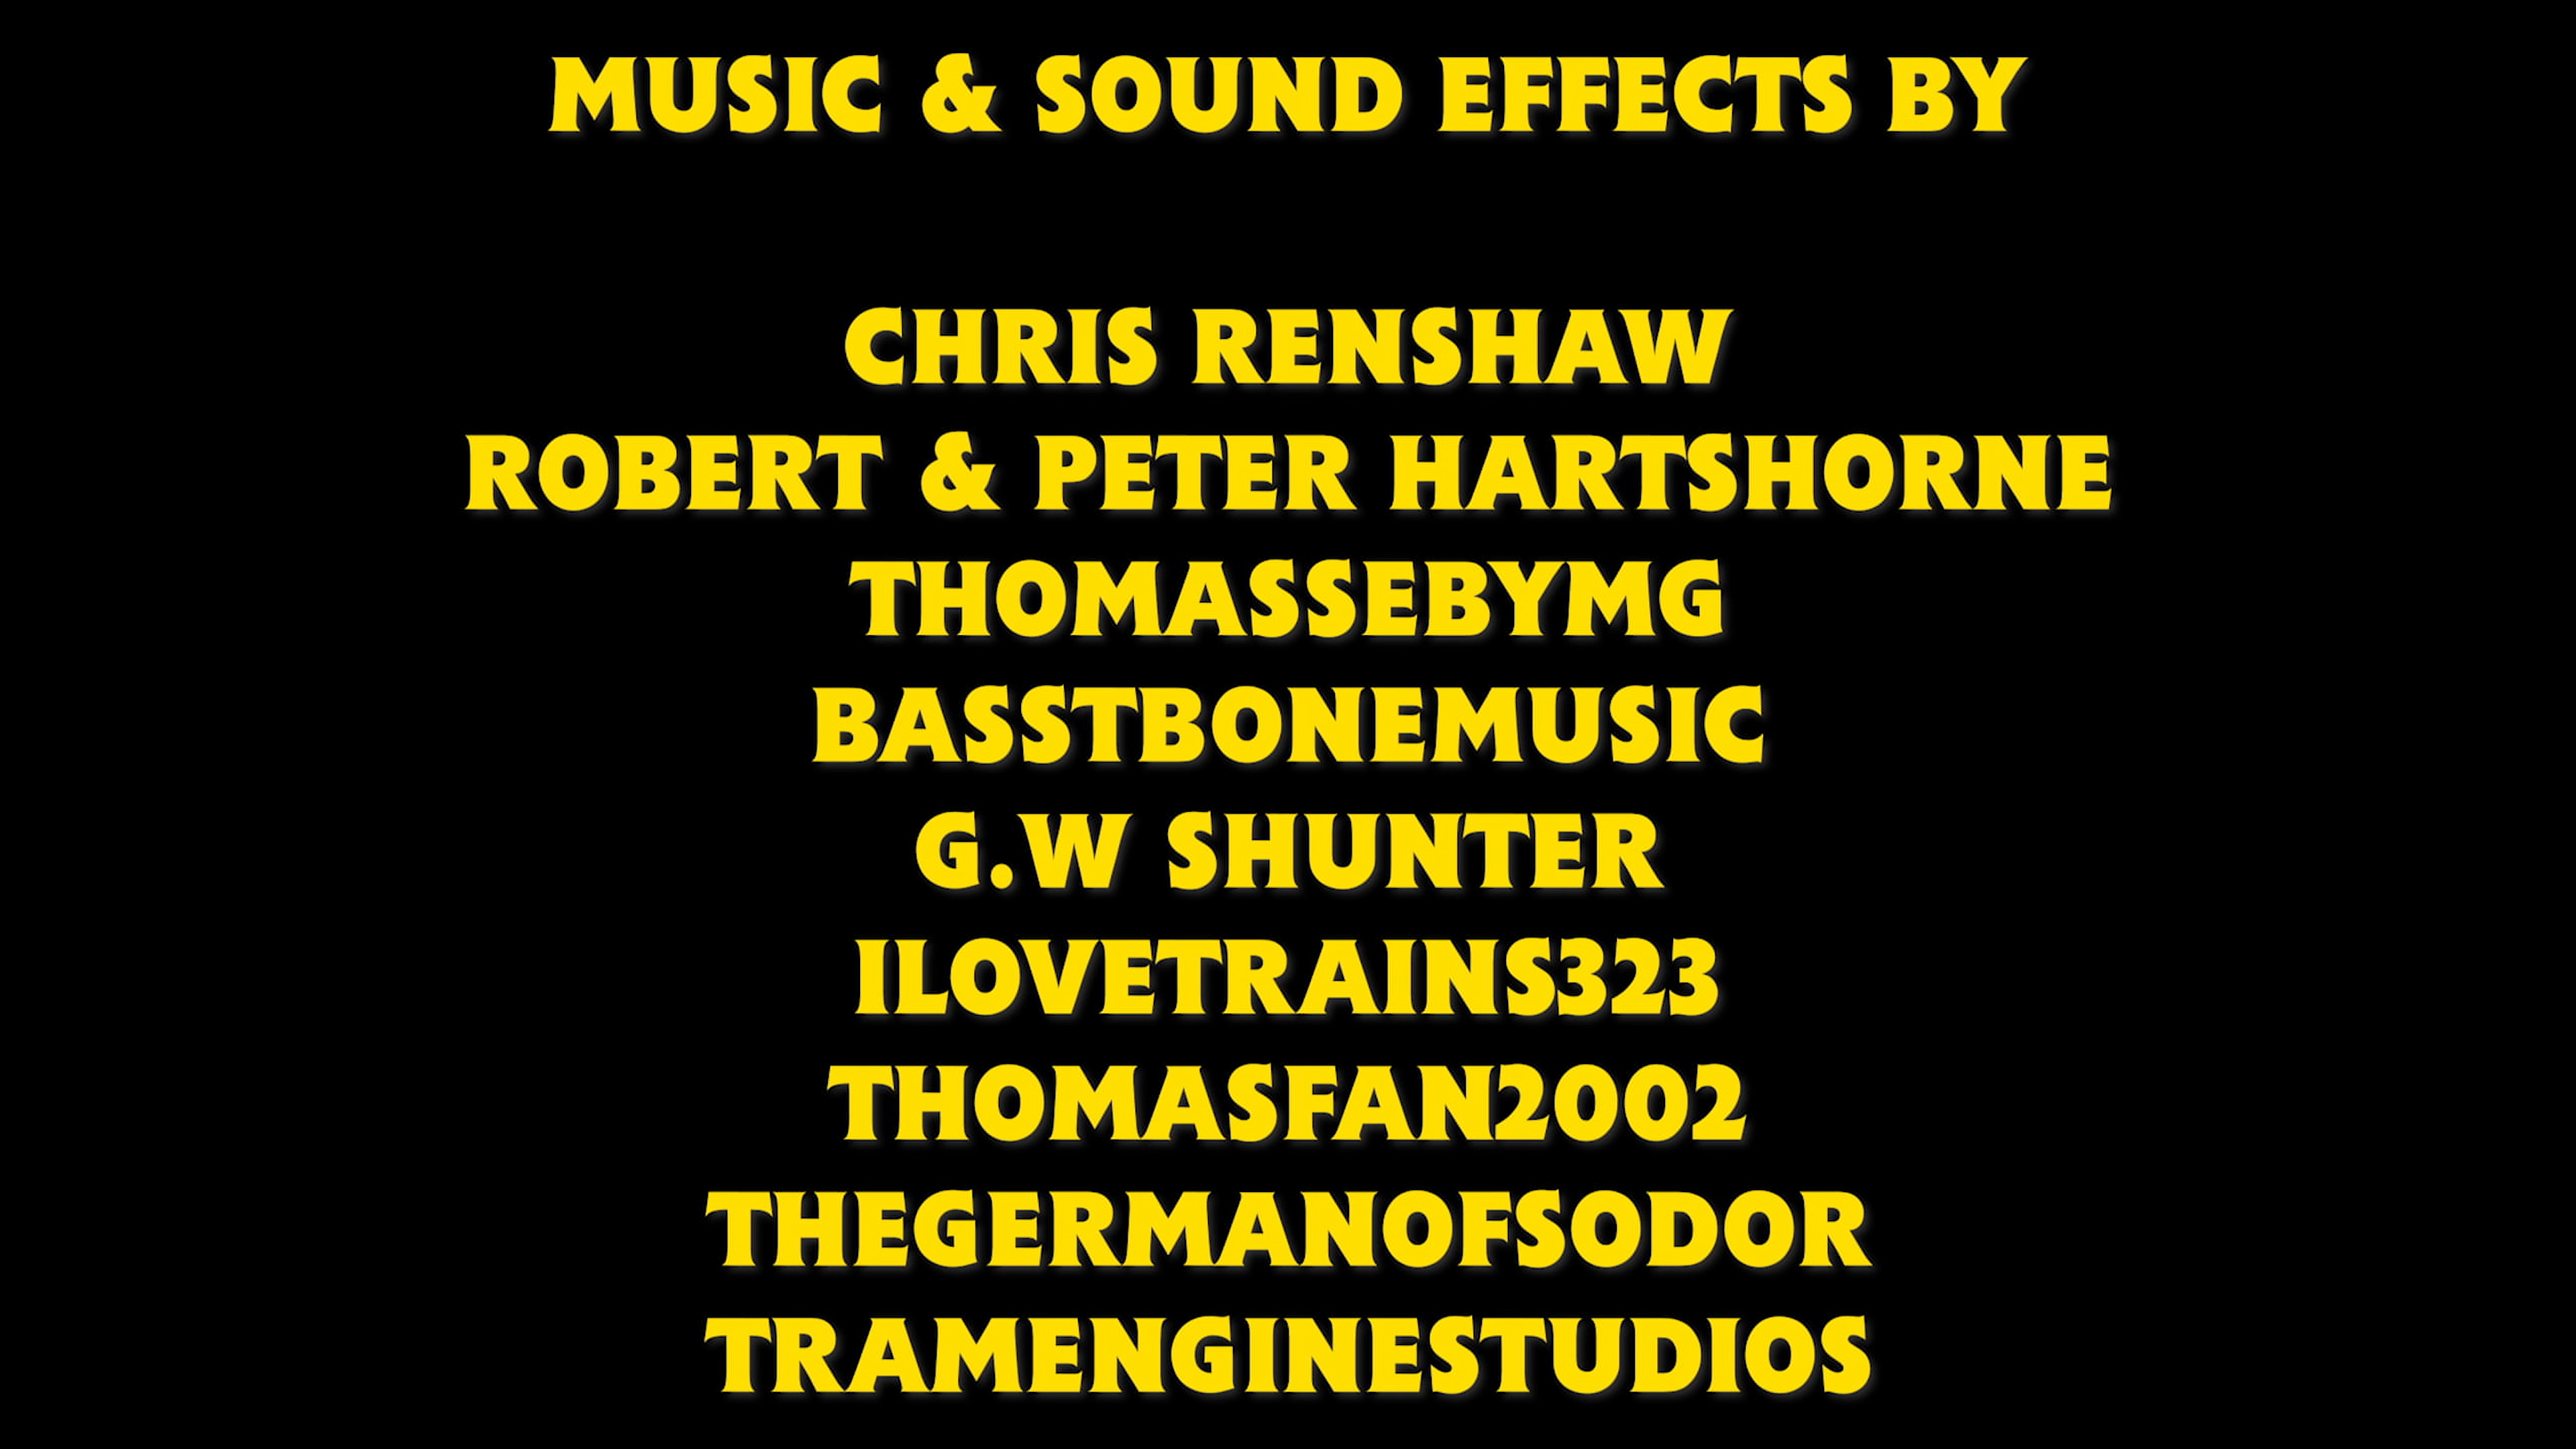 MUSIC & SOUND EFFECTS BY
CHRIS RENSHAW
ROBERT & PETER HARTSHORNE
THOMASSEBYMG
BASSTBONEMUSIC
G.W SHUNTER
ILOVETRAINS323
THOMASFAN2002
THEGERMANOFSODOR
TRAMENGINESTUDIOS